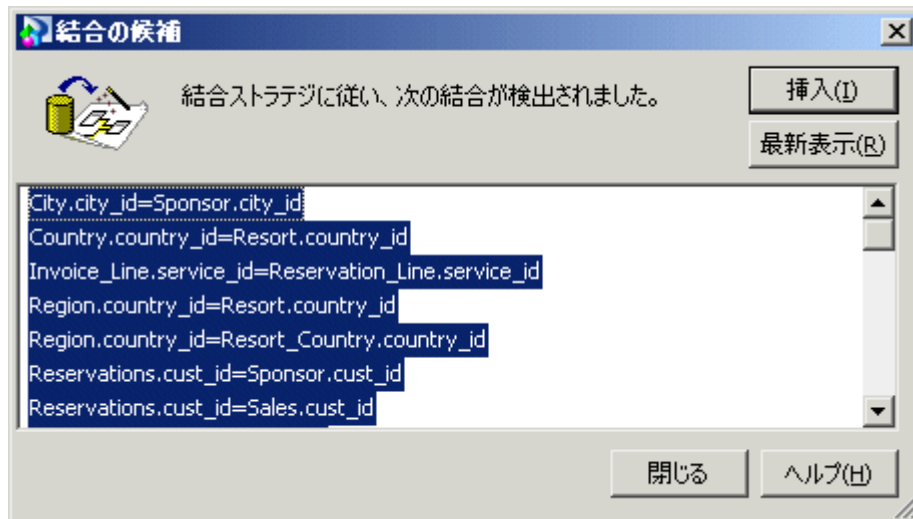 結合の候補
結合ストラテジに従い、次の結合が検出されました。
挿入(I)
最新表示(R)
City.city_id=Sponsor.city_id
Country.country_id=Resort.country_id
Invoice_Line.service_id=Reservation_Line.service_id
Region.country_id=Resort.country_id
Region.country_id=Resort_Country.country_id
Reservations.cust_id=Sponsor.cust_id
Reservations.cust_id=Sales.cust_id
閉じる
ヘルプ(H)